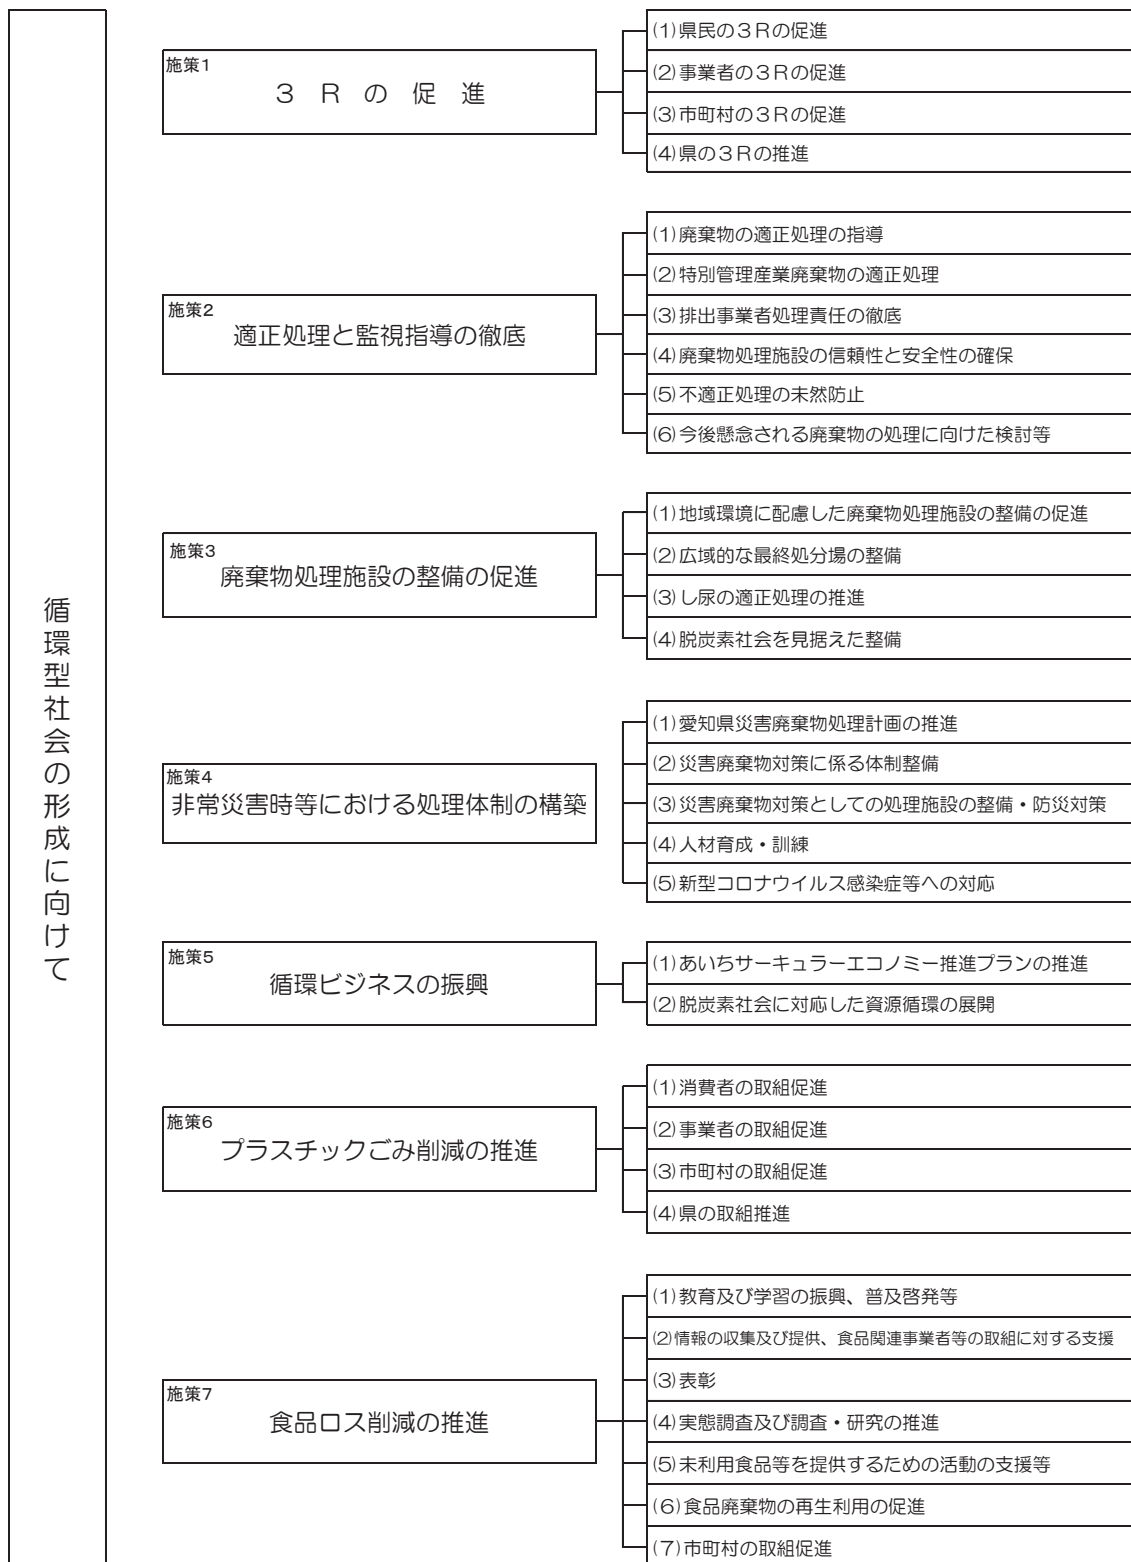 循環型社会の形成に向けて
施策1
３Ｒの促進
(1)県民の３Ｒの促進
(2)事業者の３Ｒの促進
(3)市町村の３Ｒの促進
(4)県の３Ｒの推進
施策2
適正処理と監視指導の徹底
(1)廃棄物の適正処理の指導
(2)特別管理産業廃棄物の適正処理
(3)排出事業者処理責任の徹底
(4)廃棄物処理施設の信頼性と安全性の確保
(5)不適正処理の未然防止
(6)今後懸念される廃棄物の処理に向けた検討等
施策3
廃棄物処理施設の整備の促進
(1)地域環境に配慮した廃棄物処理施設の整備の促進
(2)広域的な最終処分場の整備
(3)し尿の適正処理の推進
(4)脱炭素社会を見据えた整備
施策4
非常災害時等における処理体制の構築
(1)愛知県災害廃棄物処理計画の推進
(2)災害廃棄物対策に係る体制整備
(3)災害廃棄物対策としての処理施設の整備・防災対策
(4)人材育成・訓練
(5)新型コロナウイルス感染症等への対応
施策5
循環ビジネスの振興
(1)あいちサーキュラーエコノミー推進プランの推進
(2)脱炭素社会に対応した資源循環の展開
施策6
プラスチックごみ削減の推進
(1)消費者の取組促進
(2)事業者の取組促進
(3)市町村の取組促進
(4)県の取組推進
施策7
食品ロス削減の推進
(1)教育及び学習の振興、普及啓発等
(2)情報の収集及び提供、食品関連事業者等の取組に対する支援
(3)表彰
(4)実態調査及び調査・研究の推進
(5)未利用食品等を提供するための活動の支援等
(6)食品廃棄物の再生利用の促進
(7)市町村の取組促進